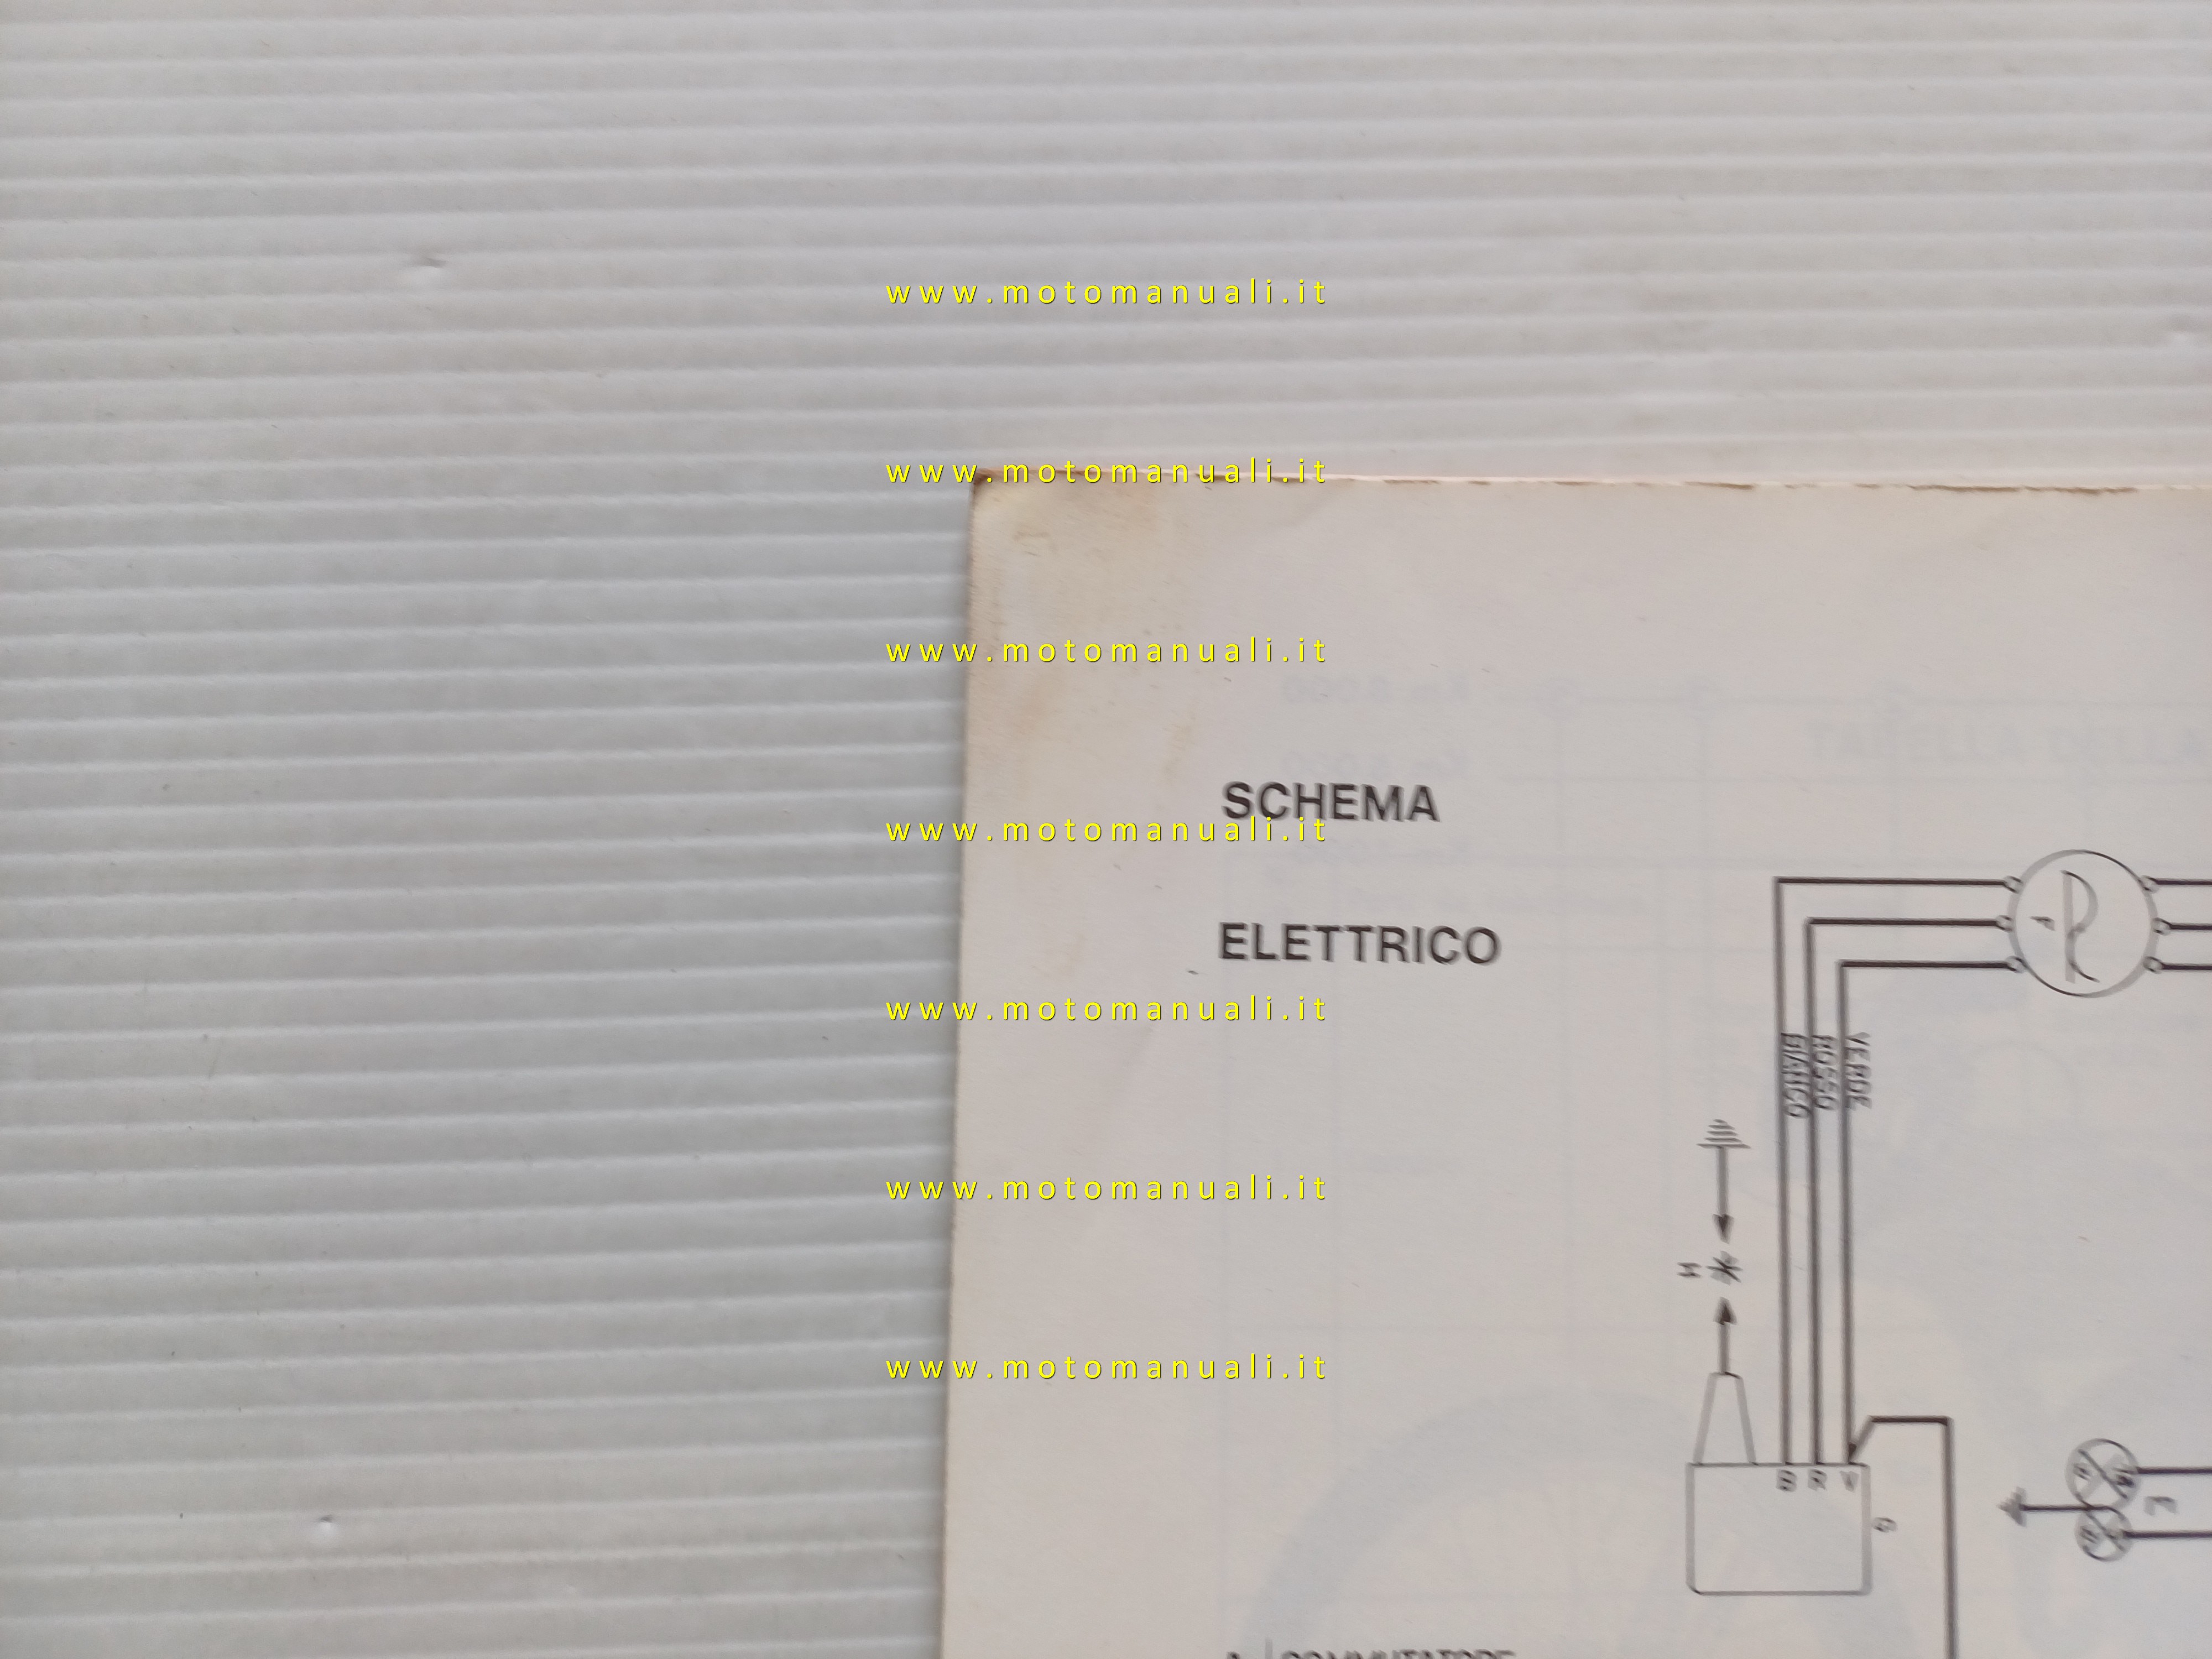 www.motomanuali.it
www.motomanuali.it
www.motomanuali.it
SCHEMA
www.motomanuali.it
ELETTRICO
www.motomanuali.it
BIANCO
ROSSO
VERDE
www.motomanuali.it
H
www.motomanuali.it
B R V
G
COMMUTATORE